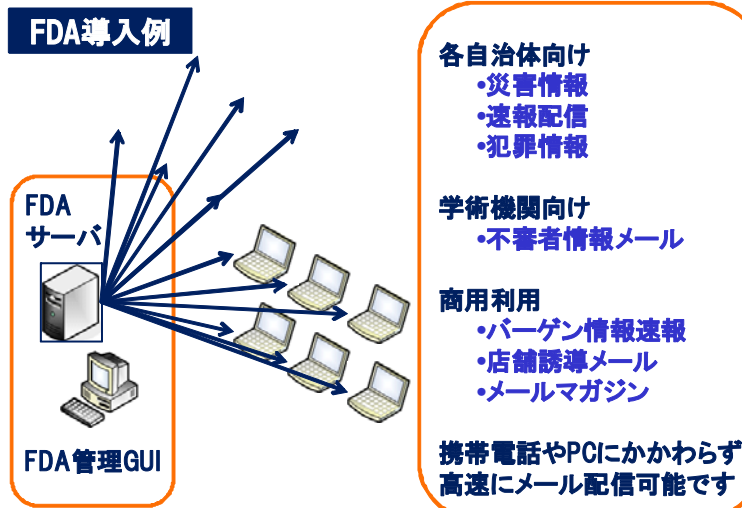 FDA導入例
FDA
サーバ
FDA管理GUI
各自治体向け
•災害情報
•速報配信
•犯罪情報
学術機関向け
•不審者情報メール
商用利用
•バーゲン情報速報
•店舗誘導メール
•メールマガジン
携帯電話やPCにかかわらず
高速にメール配信可能です